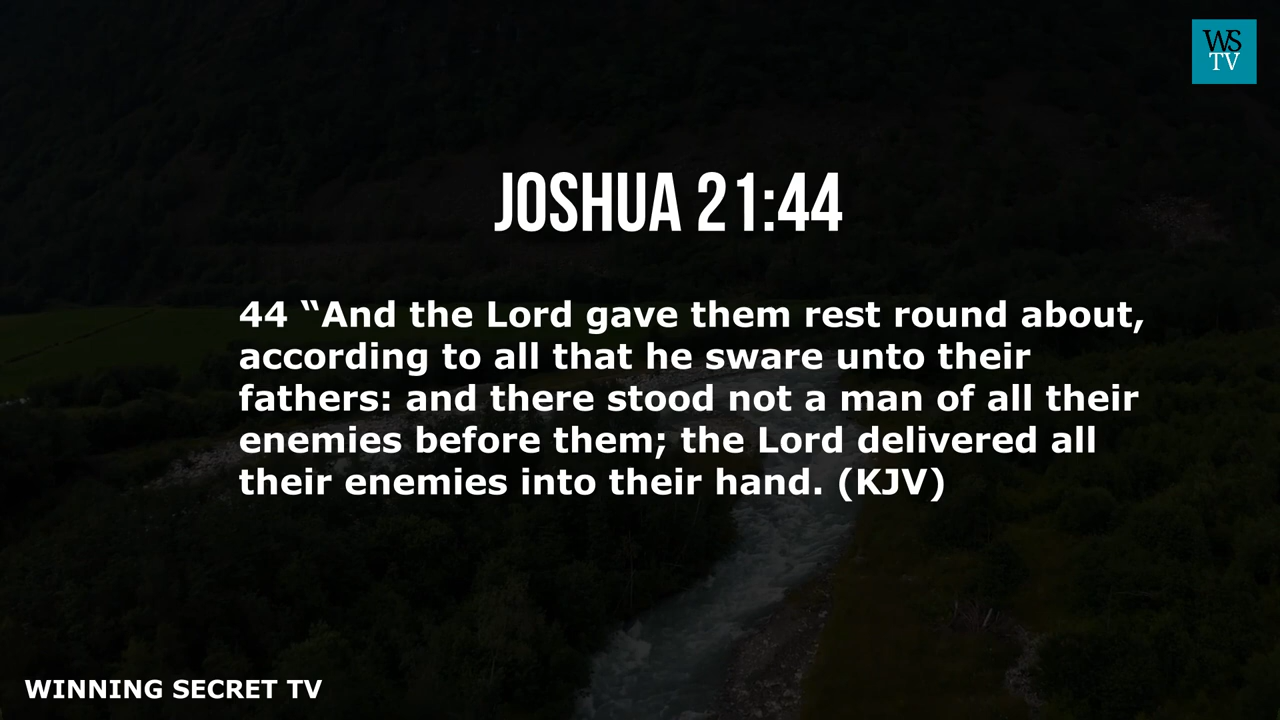 WS
TV
JOSHUA 21:44
44 “And the Lord gave them rest round about,
according to all that he sware unto their
fathers: and there stood not a man of all their
enemies before them; the Lord delivered all
their enemies into their hand. (KJV)
WINNING SECRET TV